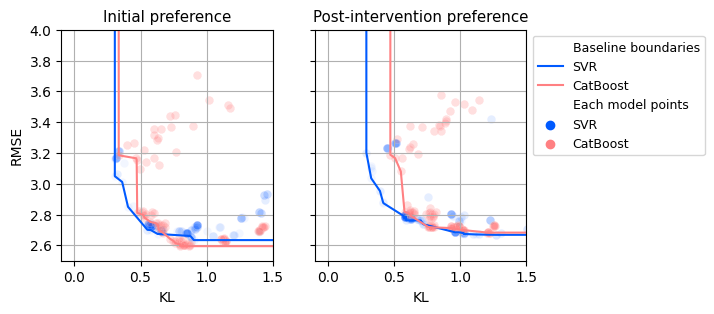 Initial preference
4.0
3.8
3.6
3.4
3.2
3.0
2.8
2.6
RMSE
0.0 0.5 1.0 1.5
KL
Post-intervention preference
0.0 0.5 1.0 1.5
KL
Baseline boundaries
SVR
CatBoost
Each model points
SVR
CatBoost